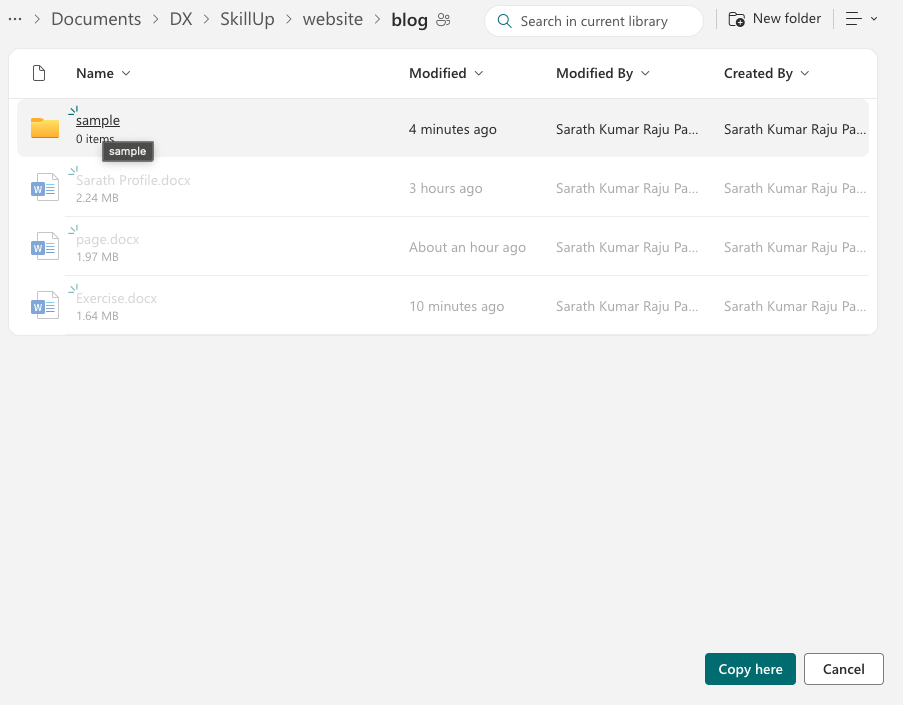 ··· > Documents > DX > SkillUp > website > blog
Search in current library
New folder
Name Modified Modified By Created By
sample
0 items
4 minutes ago Sarath Kumar Raju Pa... Sarath Kumar Raju Pa...
sample
Sarath Profile.docx
2.24 MB
3 hours ago Sarath Kumar Raju Pa... Sarath Kumar Raju Pa...
page.docx
1.97 MB
About an hour ago Sarath Kumar Raju Pa... Sarath Kumar Raju Pa...
Exercise.docx
1.64 MB
10 minutes ago Sarath Kumar Raju Pa... Sarath Kumar Raju Pa...
Copy here Cancel